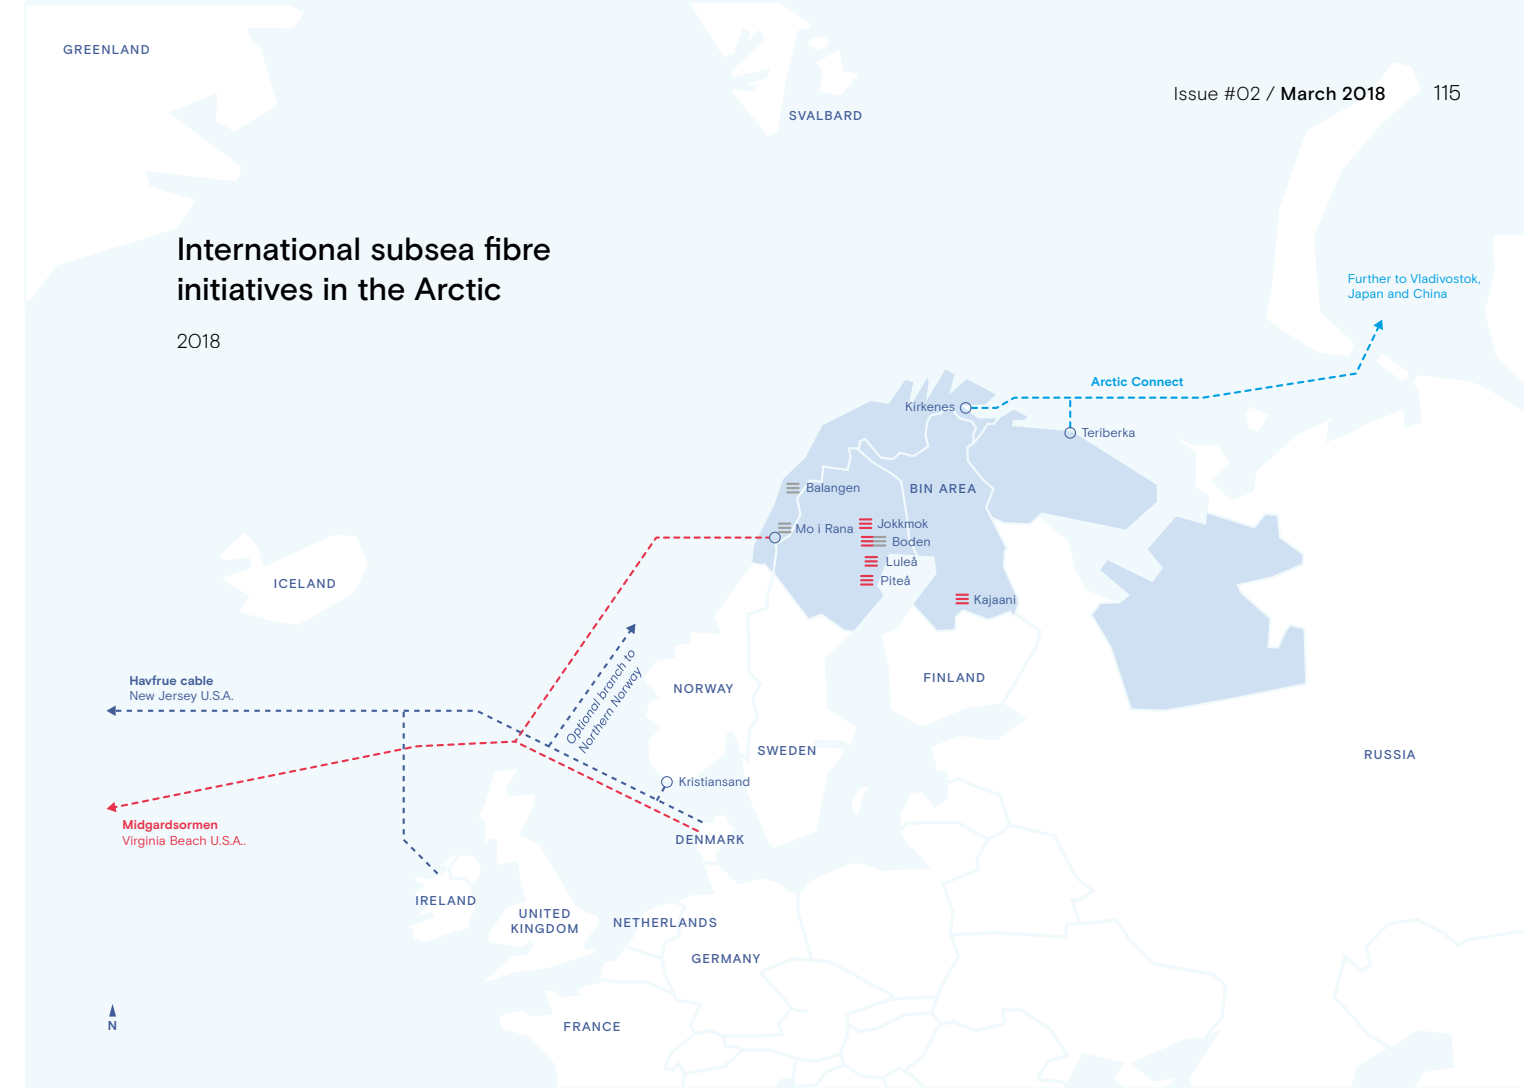 GREENLAND
Issue #02 / March 2018 115
SVALBARD
International subsea fibre
initiatives in the Arctic
2018
Further to Vladivostok,
Japan and China
Arctic Connect
Kirkenes
Teriberka
Balangen
BIN AREA
Mo i Rana
Jokkmok
Boden
Luleå
Piteå
Kajaani
ICELAND
Optional branch to
Northern Norway
Havfrue cable
New Jersey U.S.A.
NORWAY
FINLAND
SWEDEN
RUSSIA
Kristiansand
Midgardsormen
Virginia Beach U.S.A..
DENMARK
IRELAND
UNITED
KINGDOM
NETHERLANDS
GERMANY
FRANCE
N